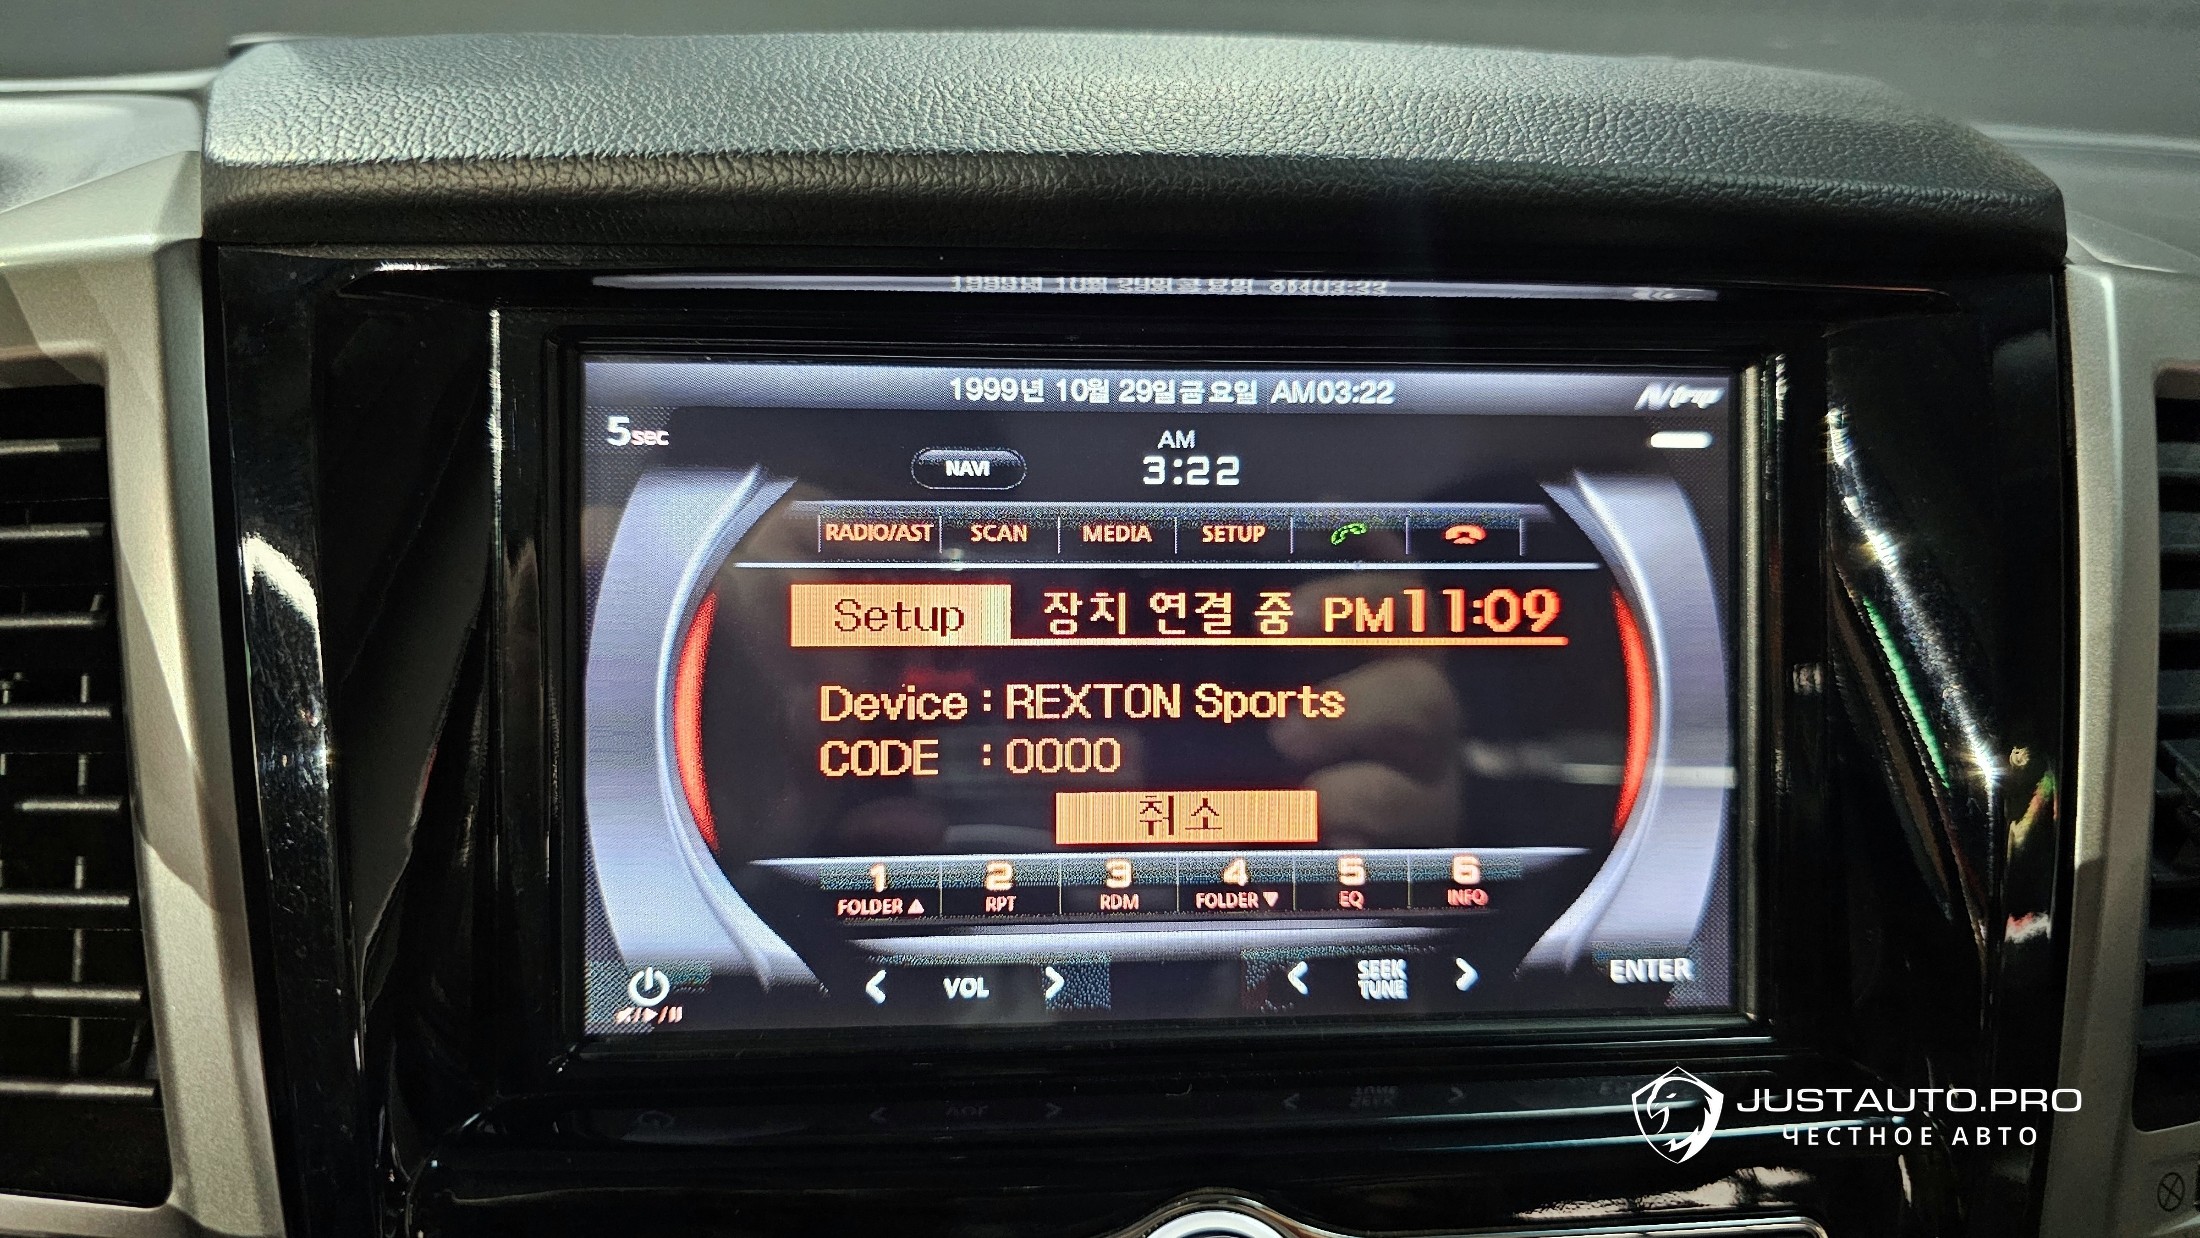 1999년 10월 29일금요일 AM03:22
Ntrip
5sec
AM
NAVI
3:22
RADIO/AST SCAN MEDIA SETUP
Setup 장치 연결 중 PM 11:09
Device : REXTON Sports
CODE : 0000
취소
1 2 3 4 5 6
FOLDER ▲ RPT RDM FOLDER ▼ EQ INFO
< VOL > < SEEK TUNE > ENTER
JUSTAUTO.PRO
ЧЕСТНОЕ АВТО